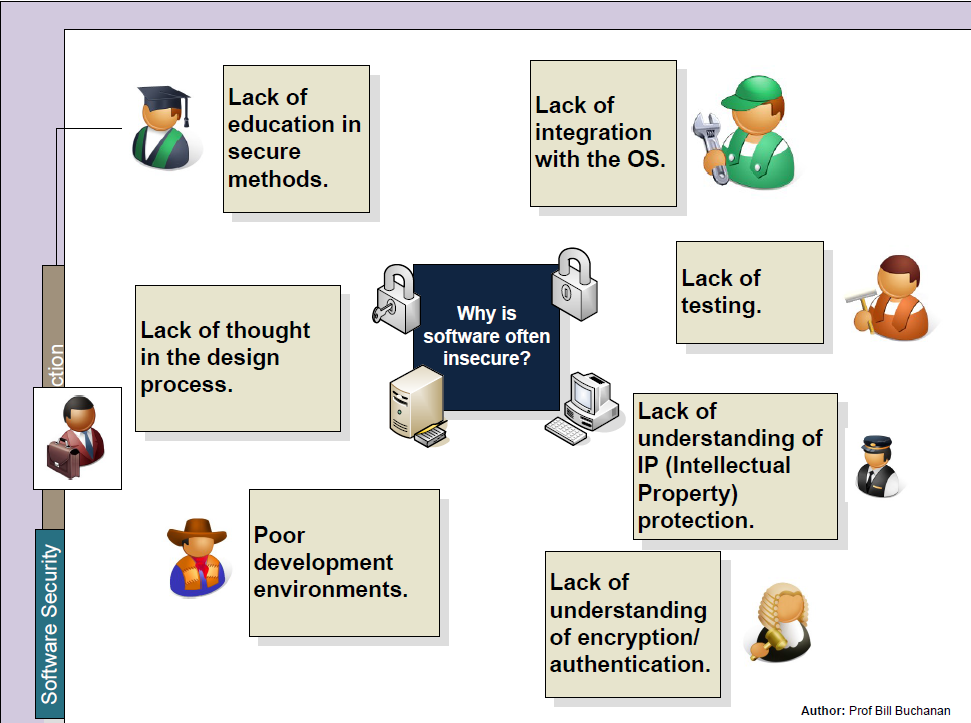 Lack of
education in
secure
methods.
Lack of
integration
with the OS.
Lack of
testing.
Why is
software often
insecure?
Lack of thought
in the design
process.
Lack of
understanding of
IP (Intellectual
Property)
protection.
Poor
development
environments.
Lack of
understanding
of encryption/
authentication.
ction
Software Security
Author: Prof Bill Buchanan